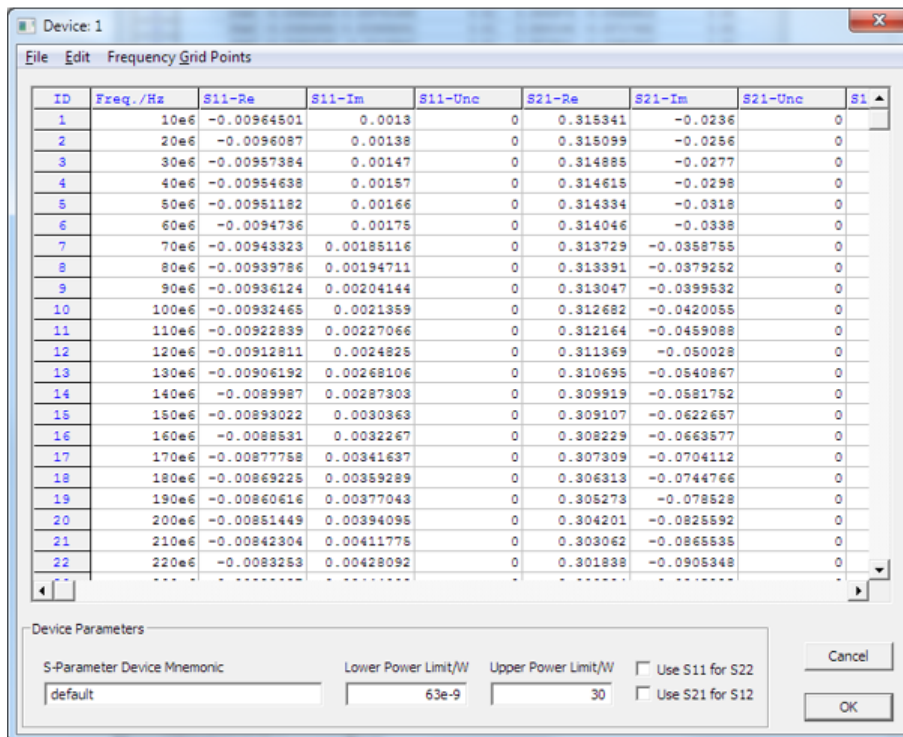 Device: 1
File Edit Frequency Grid Points
ID Freq./Hz S11-Re S11-Im S11-Unc S21-Re S21-Im S21-Unc S1
1 10e6 -0.00964501 0.0013 0 0.315341 -0.0236 0
2 20e6 -0.0096087 0.00138 0 0.315099 -0.0256 0
3 30e6 -0.00957384 0.00147 0 0.314885 -0.0277 0
4 40e6 -0.00954638 0.00157 0 0.314615 -0.0298 0
5 50e6 -0.00951182 0.00166 0 0.314334 -0.0318 0
6 60e6 -0.0094736 0.00175 0 0.314046 -0.0338 0
7 70e6 -0.00943323 0.00185116 0 0.313729 -0.0358755 0
8 80e6 -0.00939786 0.00194711 0 0.313391 -0.0379252 0
9 90e6 -0.00936124 0.00204144 0 0.313047 -0.0399532 0
10 100e6 -0.00932465 0.0021359 0 0.312682 -0.0420055 0
11 110e6 -0.00922839 0.00227066 0 0.312164 -0.0459088 0
12 120e6 -0.00912811 0.0024825 0 0.311369 -0.050028 0
13 130e6 -0.00906192 0.00268106 0 0.310695 -0.0540867 0
14 140e6 -0.0089987 0.00287303 0 0.309919 -0.0581752 0
15 150e6 -0.00893022 0.0030363 0 0.309107 -0.0622657 0
16 160e6 -0.0088531 0.0032267 0 0.308229 -0.0663577 0
17 170e6 -0.00877758 0.00341637 0 0.307309 -0.0704112 0
18 180e6 -0.00869225 0.00359289 0 0.306313 -0.0744766 0
19 190e6 -0.00860616 0.00377043 0 0.305273 -0.078528 0
20 200e6 -0.00851449 0.00394095 0 0.304201 -0.0825592 0
21 210e6 -0.00842304 0.00411775 0 0.303062 -0.0865535 0
22 220e6 -0.0083253 0.00428092 0 0.301838 -0.0905348 0
Device Parameters
S-Parameter Device Mnemonic Lower Power Limit/W Upper Power Limit/W Use S11 for S22 Cancel
default 63e-9 30 Use S21 for S12 OK